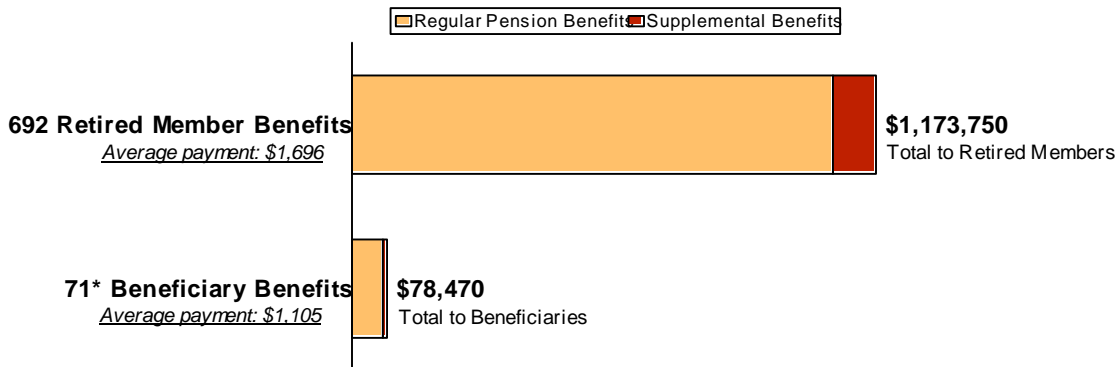 Regular Pension Benefits Supplemental Benefits
692 Retired Member Benefits
Average payment: $1,696
$1,173,750
Total to Retired Members
71* Beneficiary Benefits
Average payment: $1,105
$78,470
Total to Beneficiaries